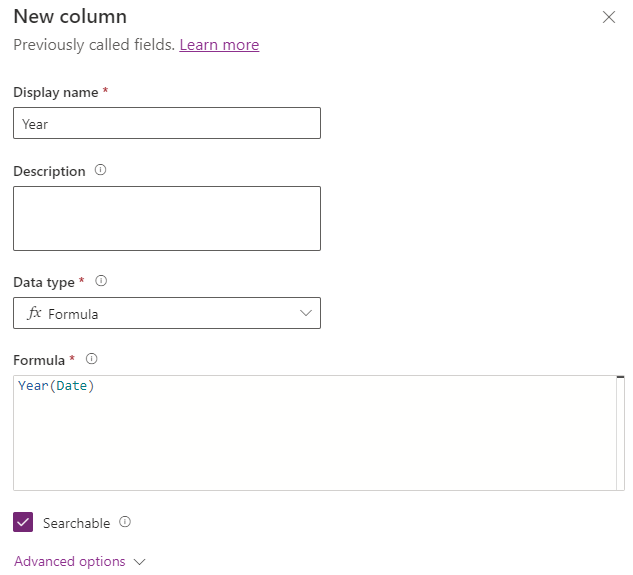 New column
Previously called fields. Learn more
Display name *
Year
Description
Data type *
fx Formula
Formula *
Year(Date)
Searchable
Advanced options